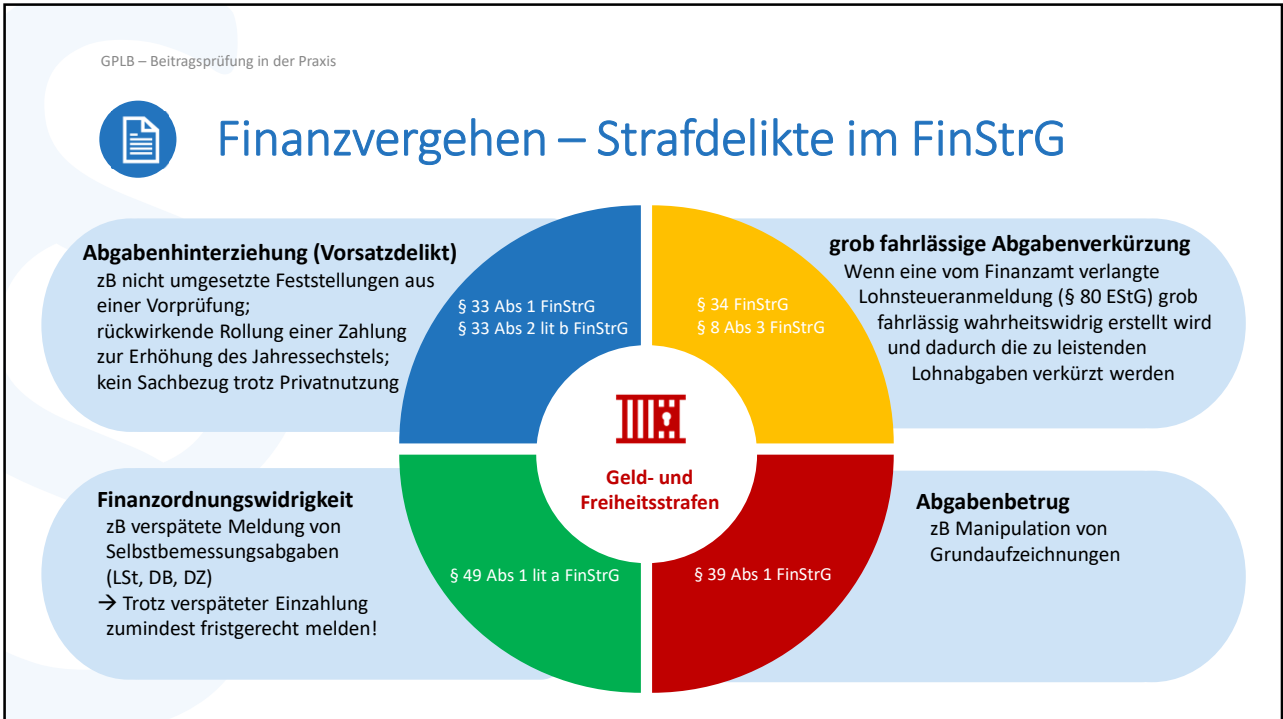 GPLB – Beitragsprüfung in der Praxis
Finanzvergehen – Strafdelikte im FinStrG
Abgabenhinterziehung (Vorsatzdelikt)
zB nicht umgesetzte Feststellungen aus
einer Vorprüfung;
rückwirkende Rollung einer Zahlung
zur Erhöhung des Jahressechstels;
kein Sachbezug trotz Privatnutzung
§ 33 Abs 1 FinStrG
§ 33 Abs 2 lit b FinStrG
§ 34 FinStrG
§ 8 Abs 3 FinStrG
grob fahrlässige Abgabenverkürzung
Wenn eine vom Finanzamt verlangte
Lohnsteueranmeldung (§ 80 EStG) grob
fahrlässig wahrheitswidrig erstellt wird
und dadurch die zu leistenden
Lohnabgaben verkürzt werden
Geld- und
Freiheitsstrafen
Finanzordnungswidrigkeit
zB verspätete Meldung von
Selbstbemessungsabgaben
(LSt, DB, DZ)
→ Trotz verspäteter Einzahlung
zumindest fristgerecht melden!
§ 49 Abs 1 lit a FinStrG
§ 39 Abs 1 FinStrG
Abgabenbetrug
zB Manipulation von
Grundaufzeichnungen